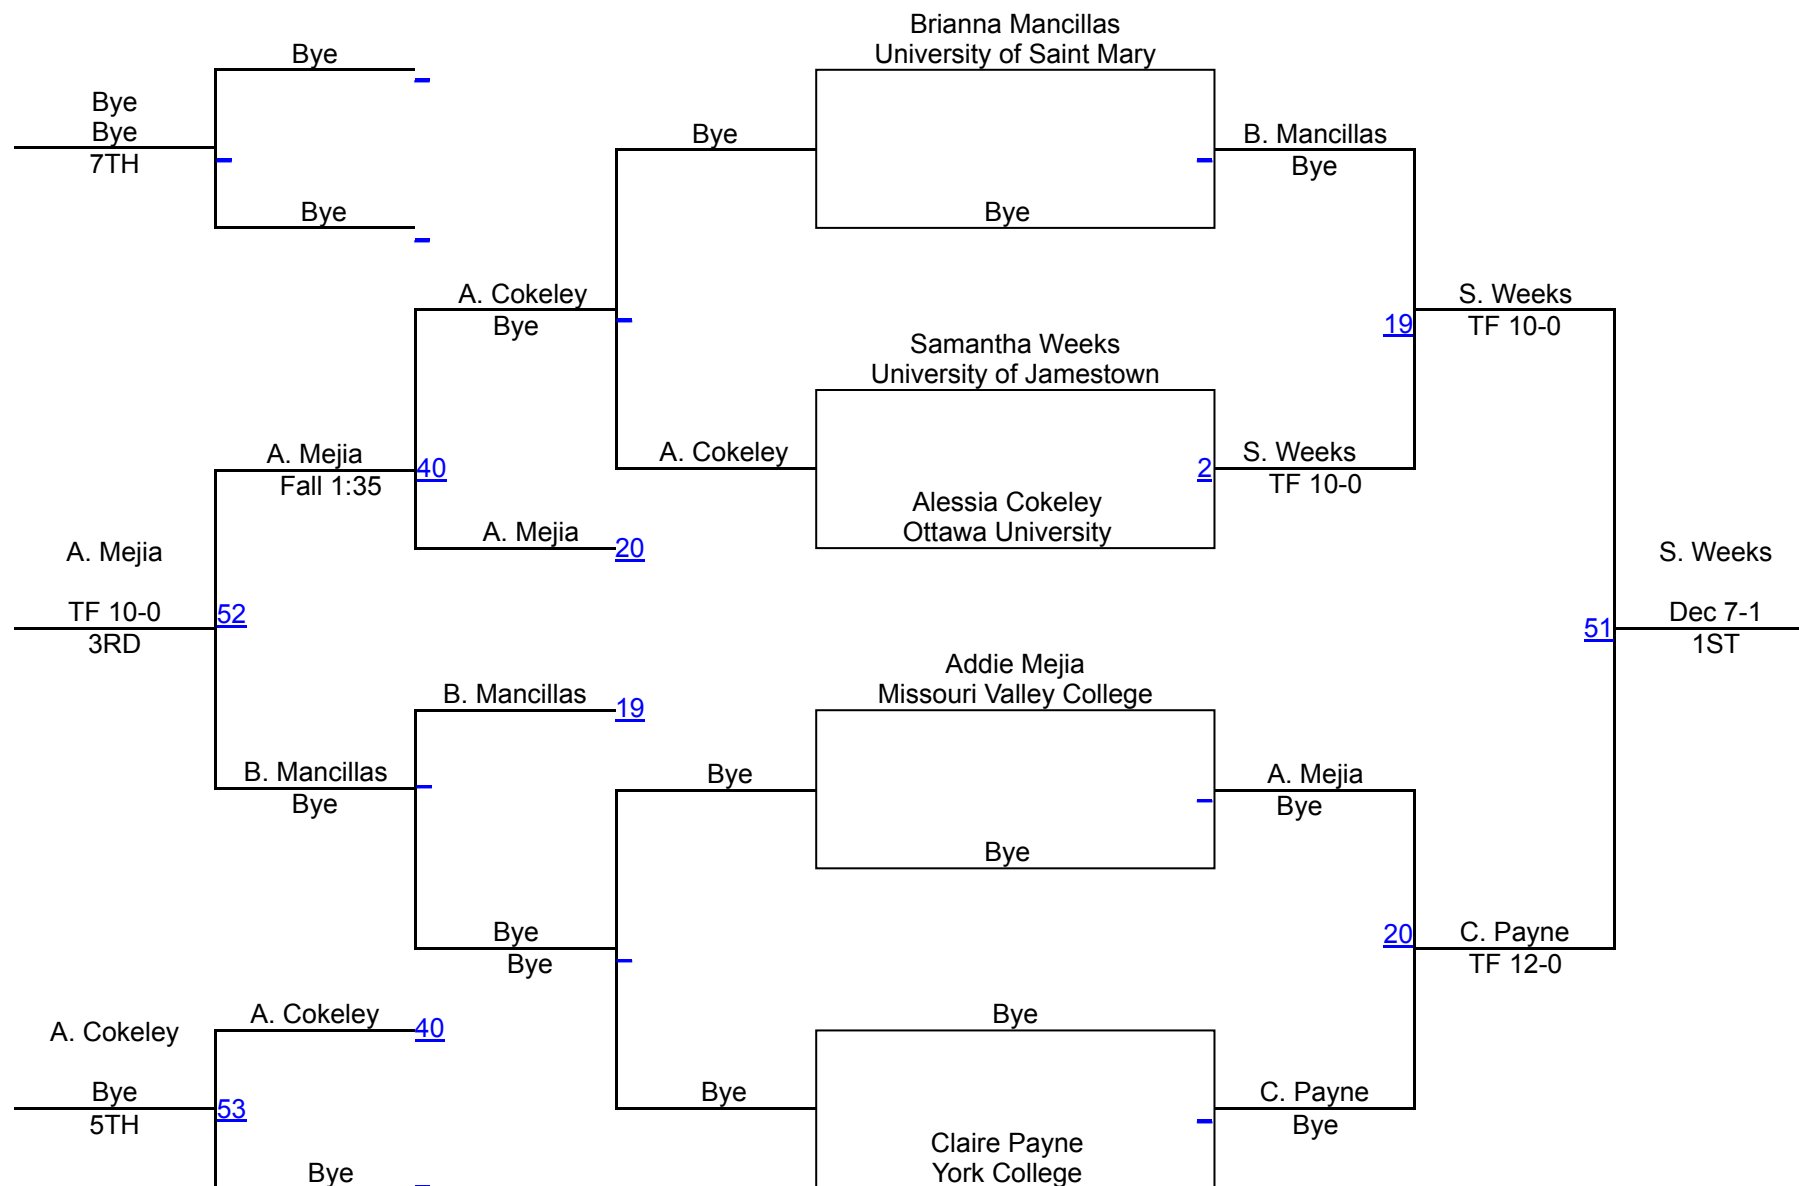 Brianna Mancillas
University of Saint Mary
Bye
Bye
Bye
7TH
Bye
B. Mancillas
Bye
Bye
Bye
A. Cokeley
Bye
S. Weeks
19
TF 10-0
Samantha Weeks
University of Jamestown
A. Mejia
40
Fall 1:35
A. Cokeley
2
S. Weeks
TF 10-0
Alessia Cokeley
Ottawa University
A. Mejia
20
A. Mejia
S. Weeks
TF 10-0
52
3RD
51
Dec 7-1
1ST
Addie Mejia
Missouri Valley College
B. Mancillas
19
B. Mancillas
Bye
Bye
A. Mejia
Bye
Bye
Bye
Bye
20
C. Payne
TF 12-0
A. Cokeley
A. Cokeley
40
Bye
Bye
53
5TH
Bye
C. Payne
Bye
Claire Payne
York College
Bye